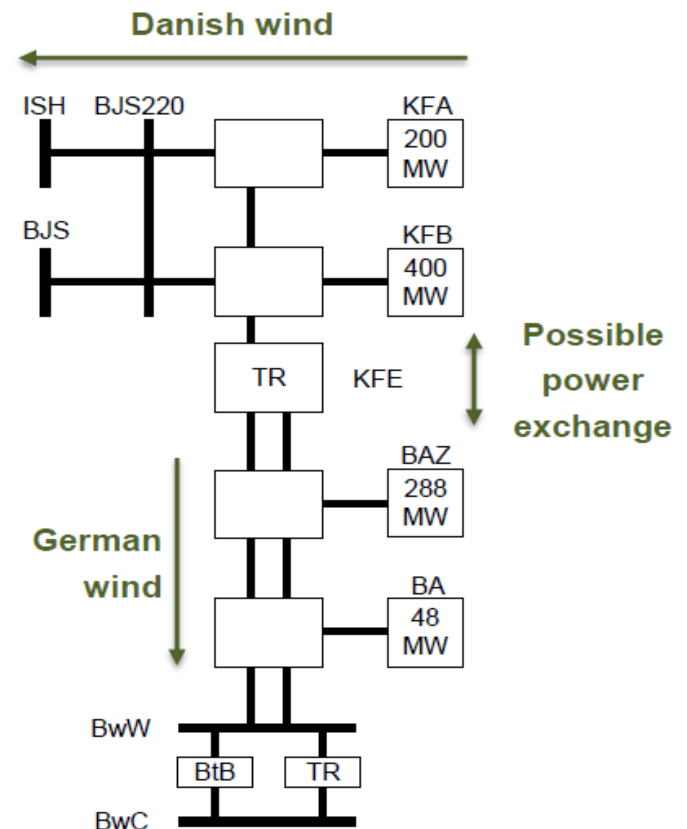 Danish wind
ISH BJS220 KFA
200
MW
BJS KFB
400
MW
Possible
power
exchange
TR KFE
BAZ
288
MW
German
wind
BA
48
MW
BwW
BtB TR
BwC